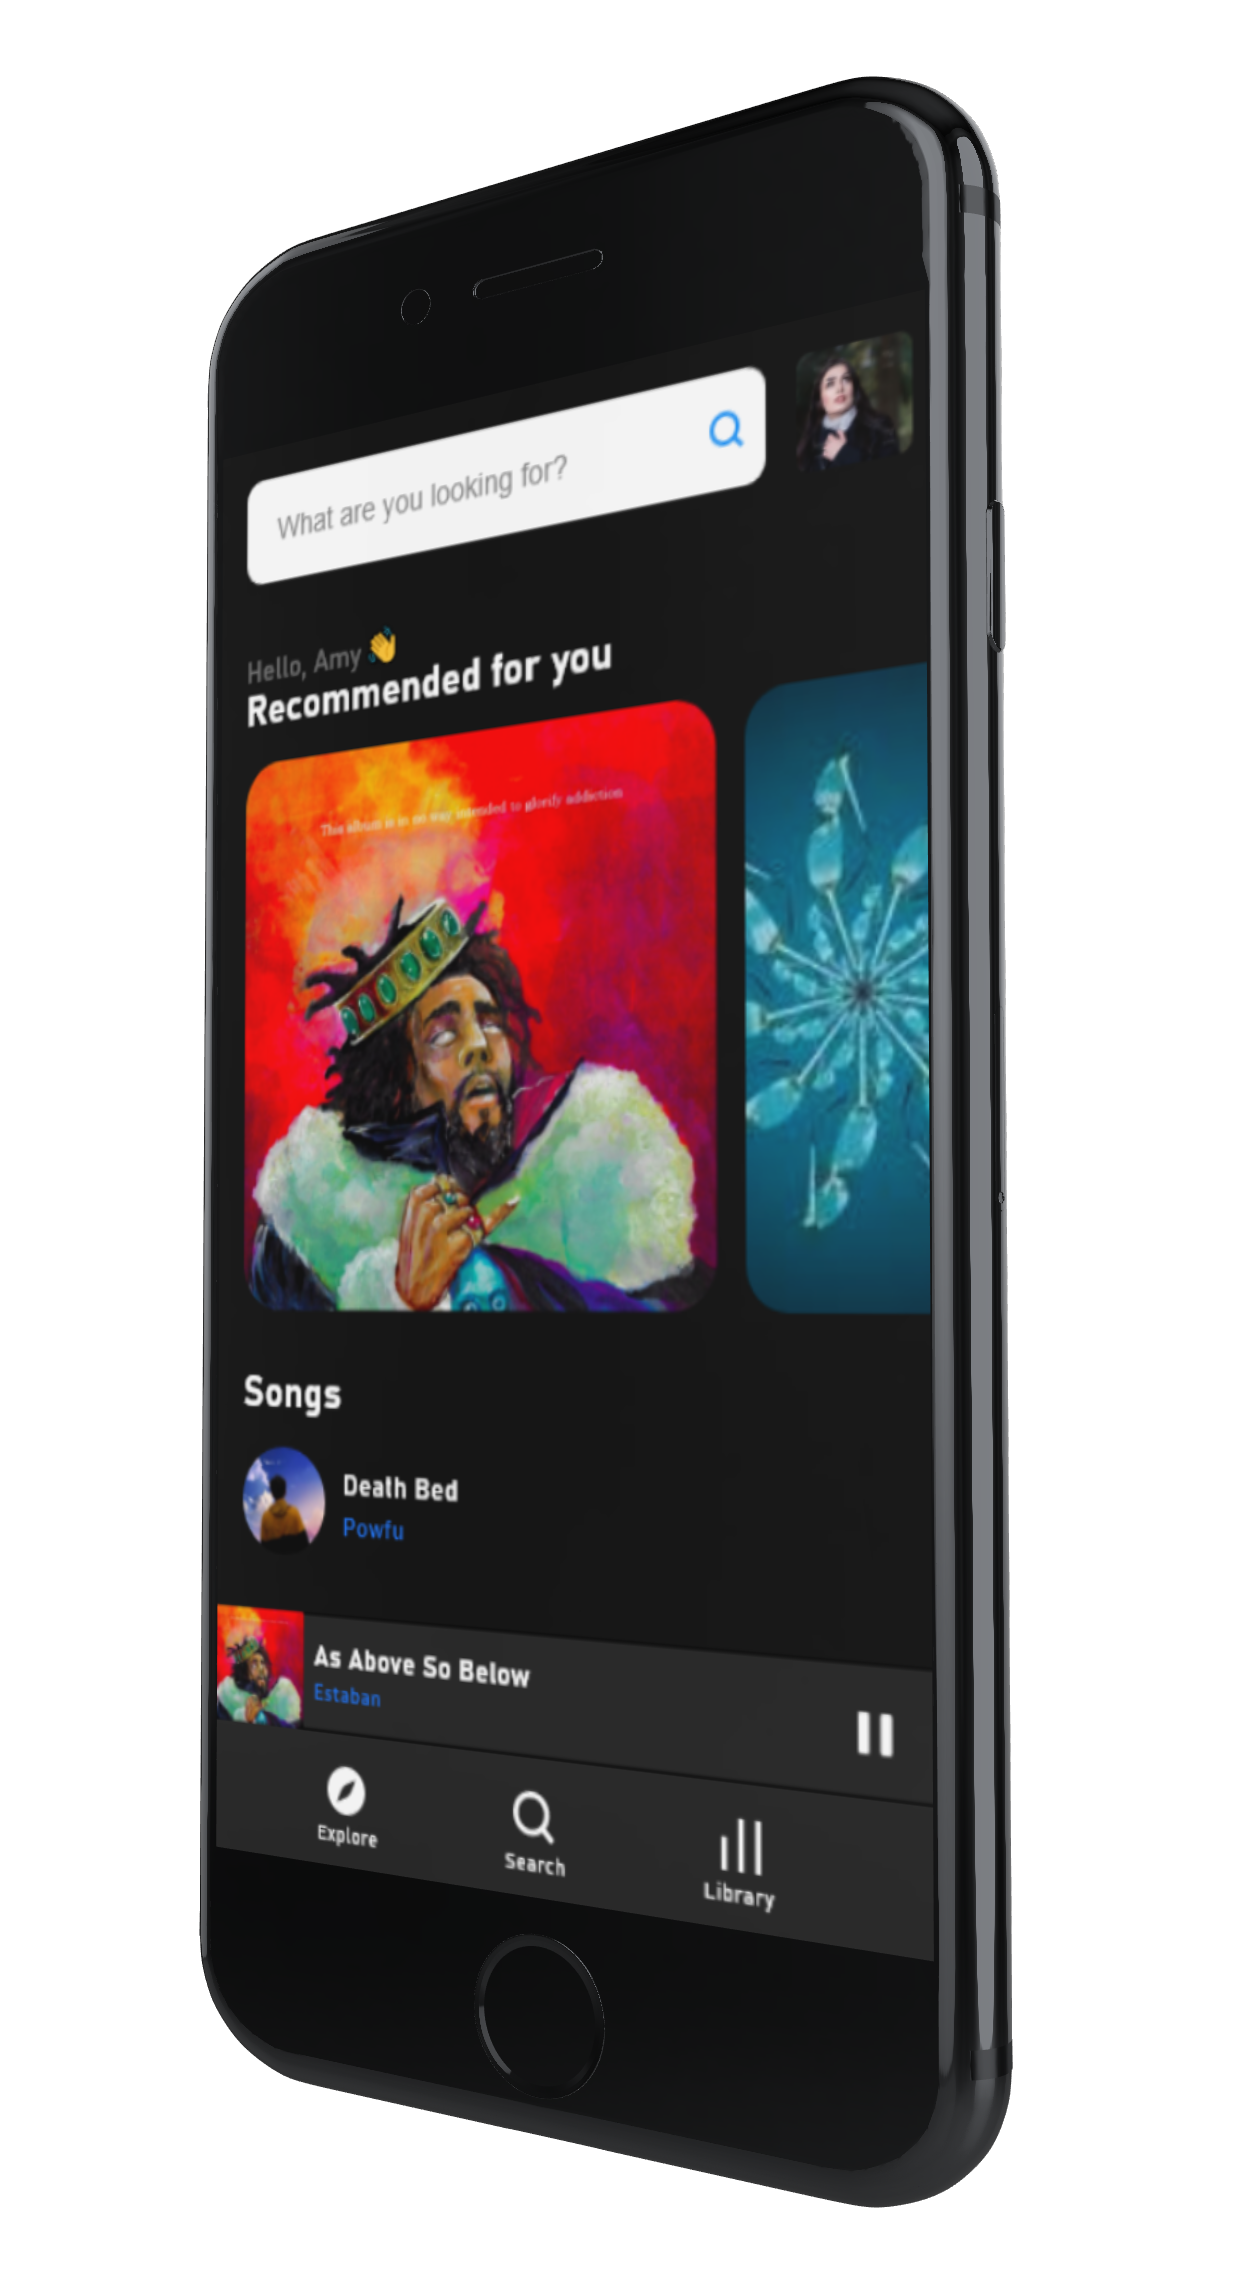 What are you looking for?
Hello, Amy 👋
Recommended for you
This album is in no way intended to glorify addiction
Songs
Death Bed
Powfu
As Above So Below
Estaban
Explore
Search
Library